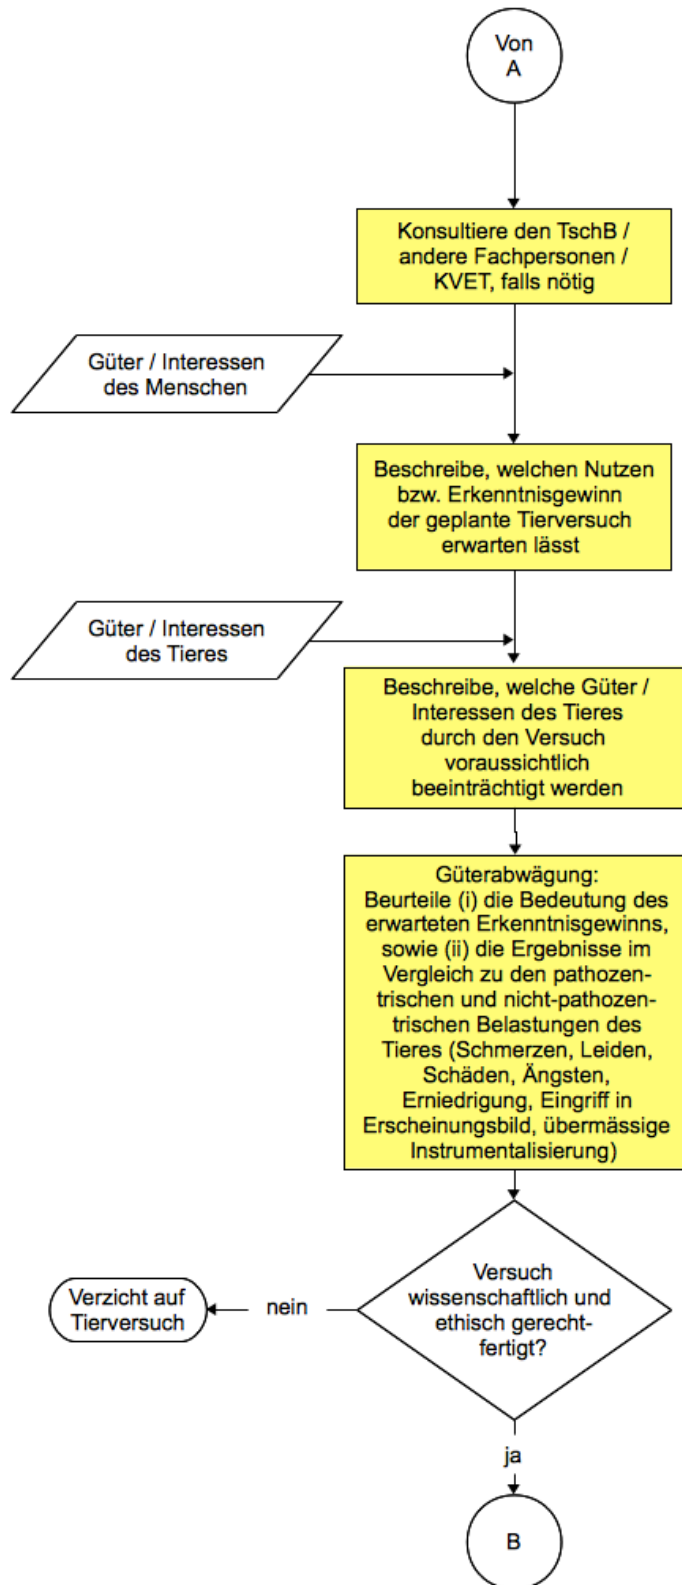 Von
A
Konsultiere den TschB /
andere Fachpersonen /
KVET, falls nötig
Güter / Interessen
des Menschen
Beschreibe, welchen Nutzen
bzw. Erkenntnisgewinn
der geplante Tierversuch
erwarten lässt
Güter / Interessen
des Tieres
Beschreibe, welche Güter /
Interessen des Tieres
durch den Versuch
voraussichtlich
beeinträchtigt werden
Güterabwägung:
Beurteile (i) die Bedeutung des
erwarteten Erkenntnisgewinns,
sowie (ii) die Ergebnisse im
Vergleich zu den pathozen-
trischen und nicht-pathozen-
trischen Belastungen des
Tieres (Schmerzen, Leiden,
Schäden, Ängsten,
Erniedrigung, Eingriff in
Erscheinungsbild, übermässige
Instrumentalisierung)
Versuch
wissenschaftlich und
ethisch gerecht-
fertigt?
nein
Verzicht auf
Tierversuch
ja
B